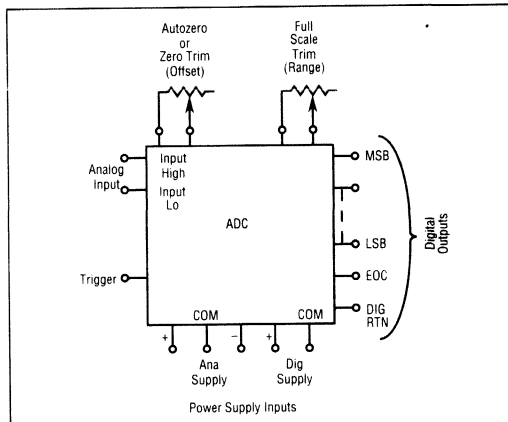 Autozero
or
Zero Trim
(Offset)
Full
Scale
Trim
(Range)
Analog
Input
Input
High
Input
Lo
ADC
Trigger
MSB
LSB
EOC
DIG
RTN
Digital
Outputs
COM
COM
+
-
+
Ana
Supply
Dig
Supply
Power Supply Inputs